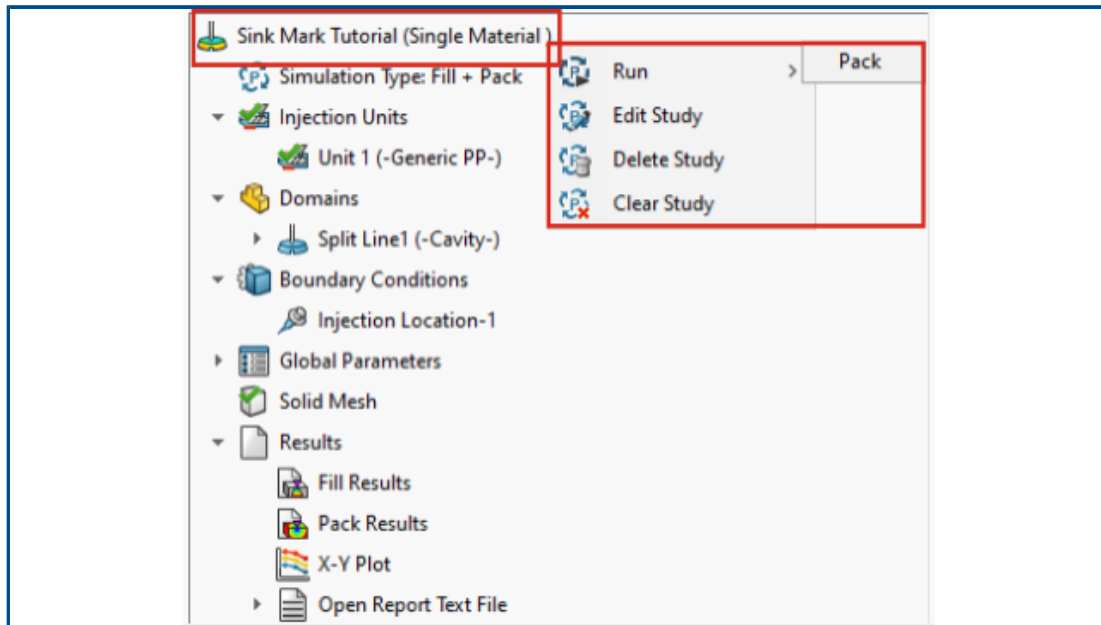 Sink Mark Tutorial (Single Material )
Simulation Type: Fill + Pack
Injection Units
Unit 1 (-Generic PP-)
Domains
Split Line1 (-Cavity-)
Boundary Conditions
Injection Location-1
Global Parameters
Solid Mesh
Results
Fill Results
Pack Results
X-Y Plot
Open Report Text File
Run > Pack
Edit Study
Delete Study
Clear Study